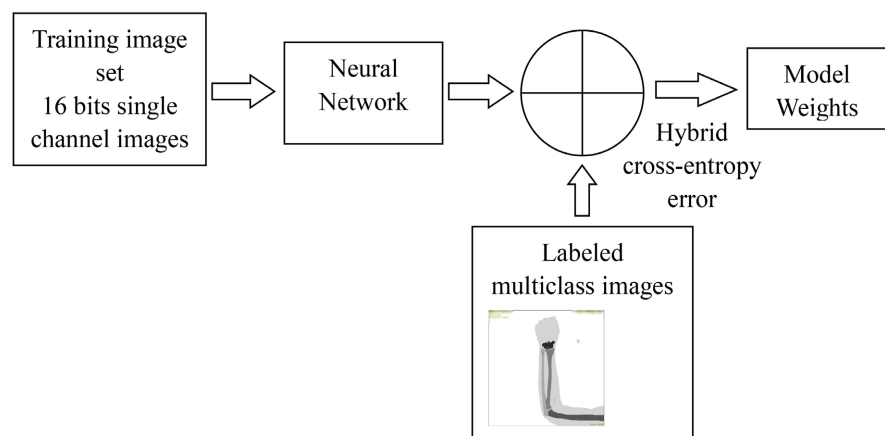 Training image
set
16 bits single
channel images
Neural
Network
Hybrid
cross-entropy
error
Model
Weights
Labeled
multiclass images